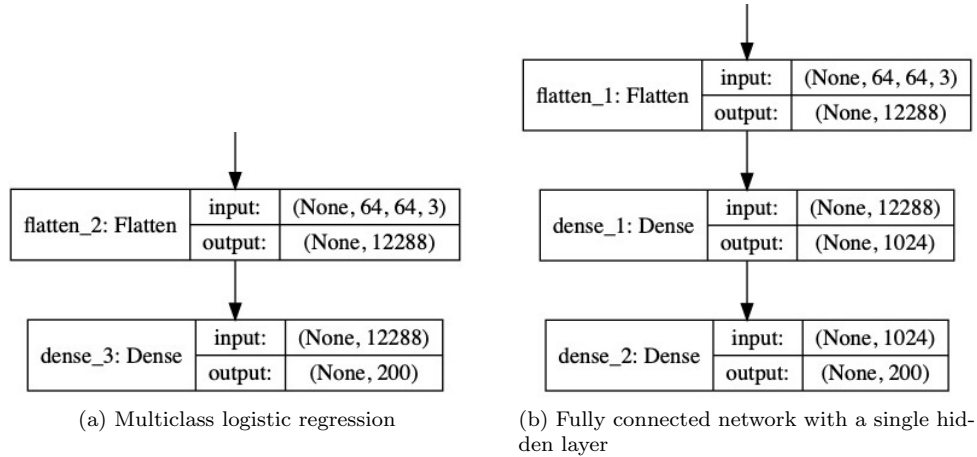 flatten_2: Flatten
input:
(None, 64, 64, 3)
output:
(None, 12288)
dense_3: Dense
input:
(None, 12288)
output:
(None, 200)
(a) Multiclass logistic regression
flatten_1: Flatten
input:
(None, 64, 64, 3)
output:
(None, 12288)
dense_1: Dense
input:
(None, 12288)
output:
(None, 1024)
dense_2: Dense
input:
(None, 1024)
output:
(None, 200)
(b) Fully connected network with a single hid-
den layer